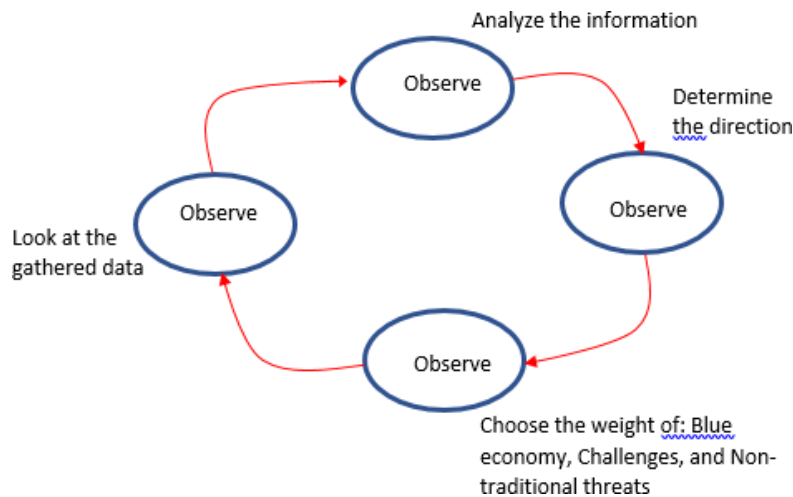 Analyze the information
Observe
Determine
the direction
Observe
Observe
Look at the
gathered data
Observe
Choose the weight of: Blue
economy, Challenges, and Non-
traditional threats